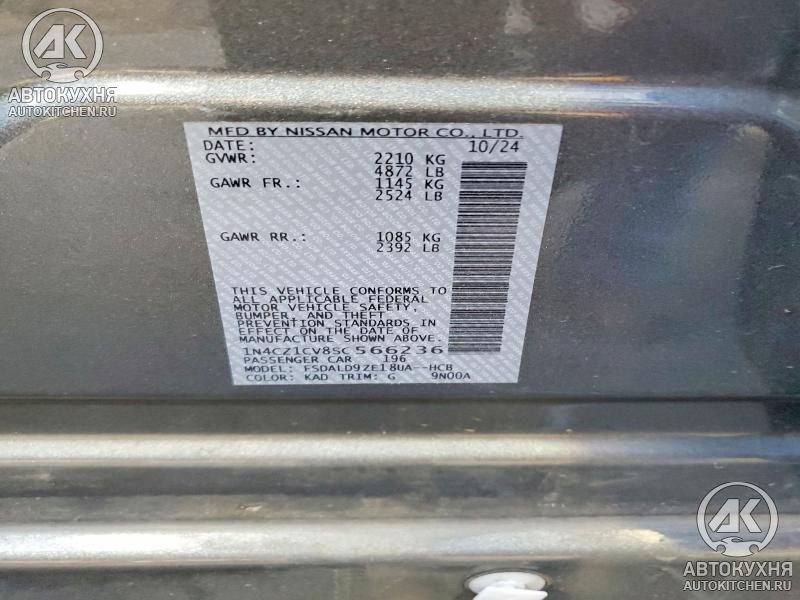 АК
АВТОКУХНЯ
AUTOKITCHEN.RU
MFD BY NISSAN MOTOR CO., LTD.
DATE: 10/24
GVWR: 2210 KG
4872 LB
GAWR FR.: 1145 KG
2524 LB
GAWR RR.: 1085 KG
2392 LB
THIS VEHICLE CONFORMS TO
ALL APPLICABLE FEDERAL
MOTOR VEHICLE SAFETY,
BUMPER, AND THEFT
PREVENTION STANDARDS IN
EFFECT ON THE DATE OF
MANUFACTURE SHOWN ABOVE.
1N4CZ1CV8SC566236
PASSENGER CAR 196
MODEL: FSDALD9ZE18UA--HCB
COLOR: KAD TRIM: G 9N00A
АК
АВТОКУХНЯ
AUTOKITCHEN.RU